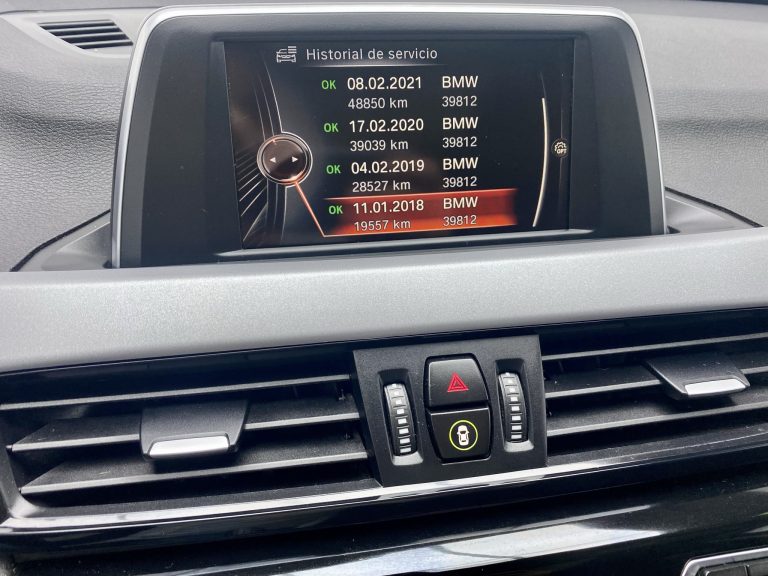 Historial de servicio
OK 08.02.2021 BMW
48850 km 39812
OK 17.02.2020 BMW
39039 km 39812
OK 04.02.2019 BMW
28527 km 39812
OK 11.01.2018 BMW
19557 km 39812
OPT